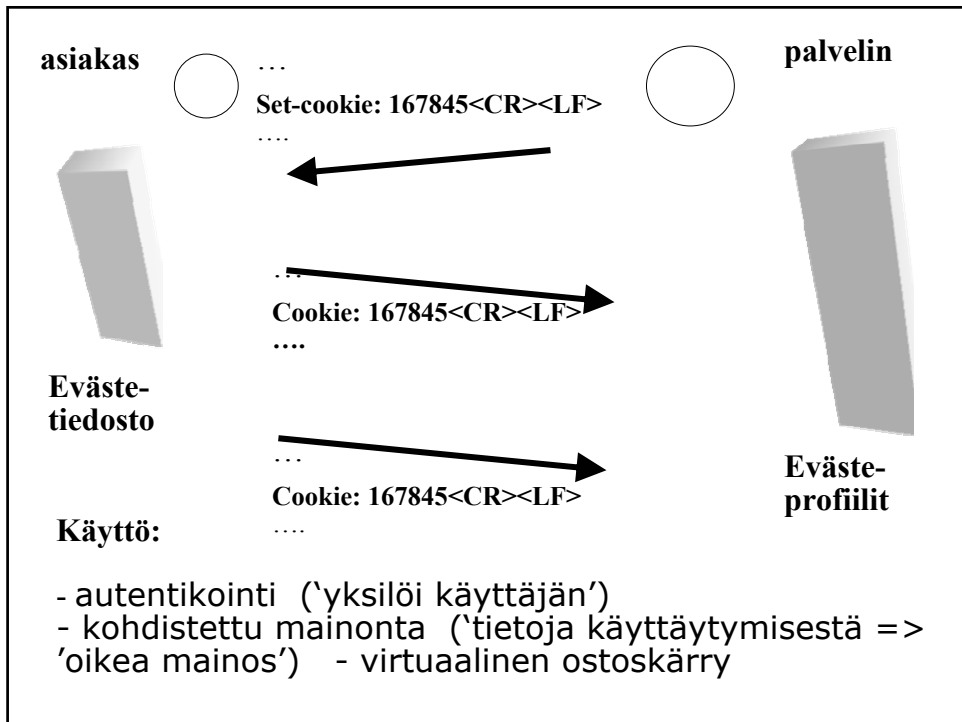 asiakas
palvelin
…
Set-cookie: 167845<CR><LF>
….
…
Cookie: 167845<CR><LF>
….
Eväste-
tiedosto
…
Cookie: 167845<CR><LF>
….
Eväste-
profiilit
Käyttö:
- autentikointi (‘yksilöi käyttäjän’)
- kohdistettu mainonta (‘tietoja käyttäytymisestä =>
’oikea mainos’) - virtuaalinen ostoskärry